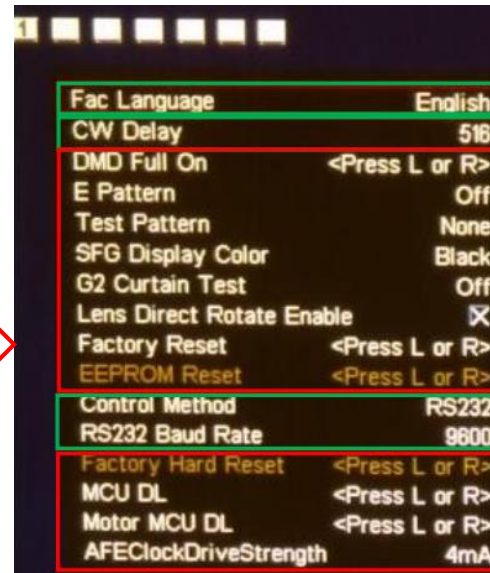 1
Fac Language English
CW Delay 516
DMD Full On <Press L or R>
E Pattern Off
Test Pattern None
SFG Display Color Black
G2 Curtain Test Off
Lens Direct Rotate Enable
Factory Reset <Press L or R>
EEPROM Reset <Press L or R>
Control Method RS232
RS232 Baud Rate 9600
Factory Hard Reset <Press L or R>
MCU DL <Press L or R>
Motor MCU DL <Press L or R>
AFEClockDriveStrength 4mA